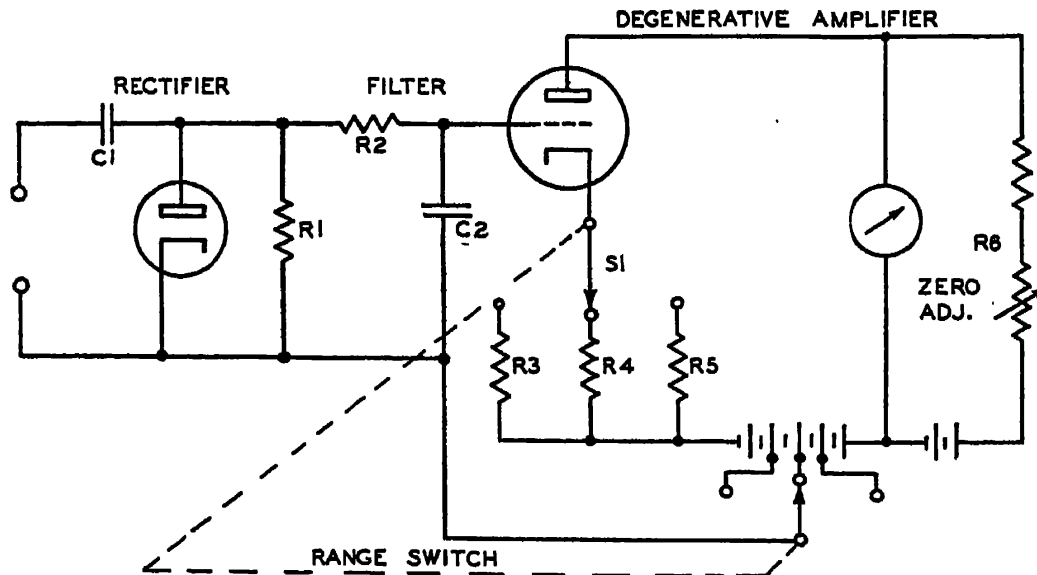 DEGENERATIVE AMPLIFIER
RECTIFIER
FILTER
C1
R2
R1
C2
S1
R6
ZERO
ADJ.
R3
R4
R5
RANGE SWITCH